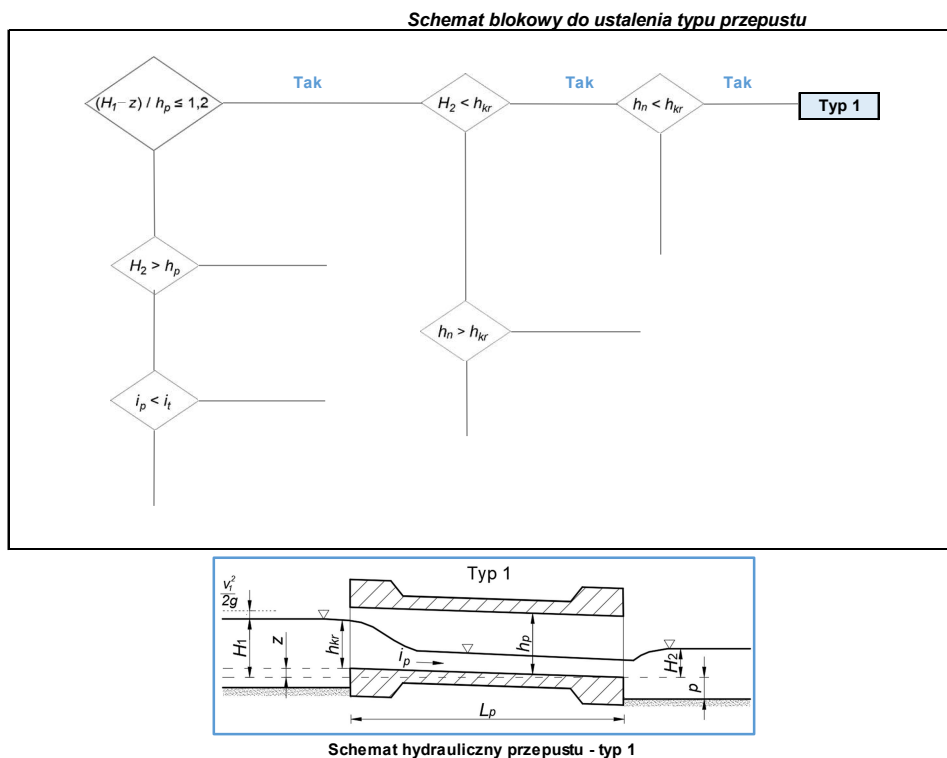 Schemat blokowy do ustalenia typu przepustu
(H₁– z) / hₚ ≤ 1,2
Tak
H₂ < hₖᵣ
Tak
hₙ < hₖᵣ
Tak
Typ 1
H₂ > hₚ
hₙ > hₖᵣ
iₚ < iₜ
Typ 1
v₁²
2g
H₁
z
hkr
iₚ
hₚ
H₂
p
Lₚ
Schemat hydrauliczny przepustu - typ 1